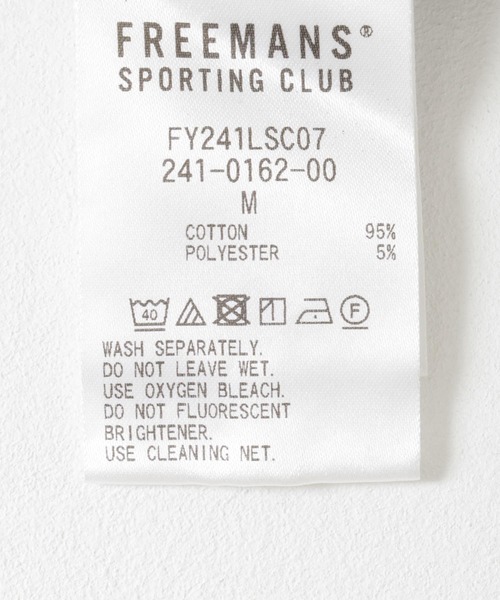 FREEMANS®
SPORTING CLUB
FY241LSC07
241-0162-00
M
COTTON 95%
POLYESTER 5%
40 F
WASH SEPARATELY.
DO NOT LEAVE WET.
USE OXYGEN BLEACH.
DO NOT FLUORESCENT
BRIGHTENER.
USE CLEANING NET.